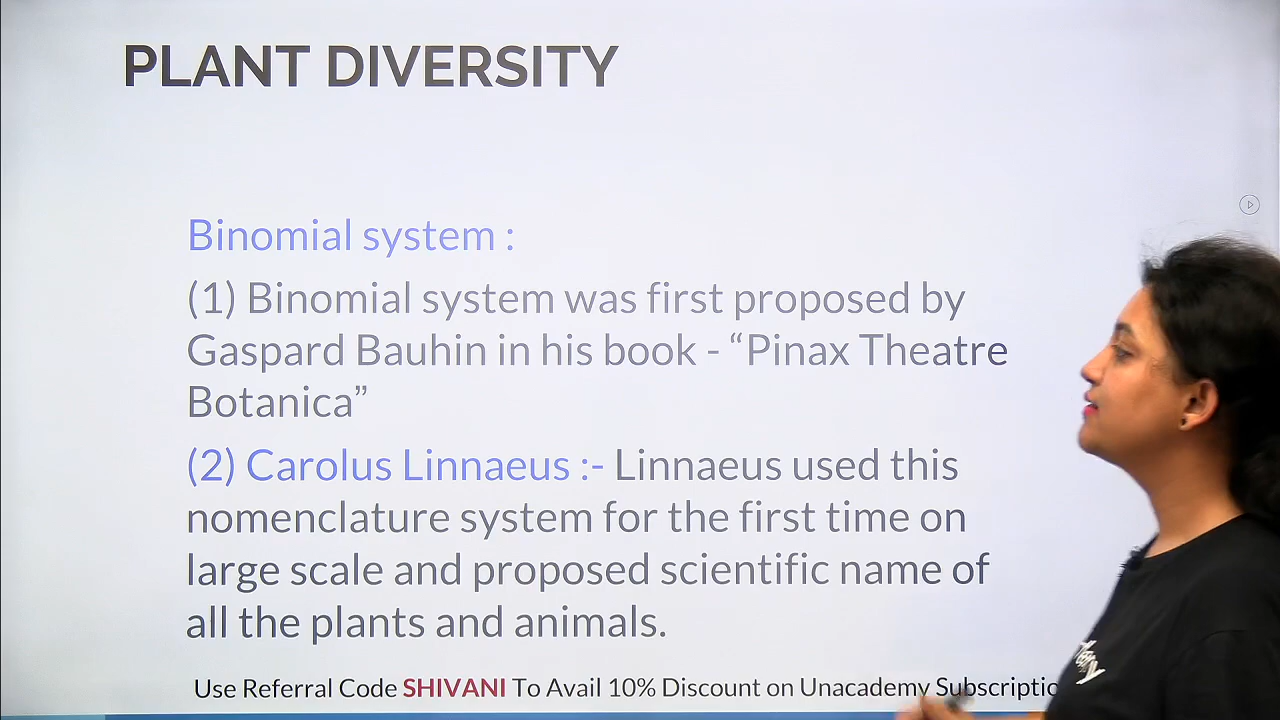 PLANT DIVERSITY
Binomial system :
(1) Binomial system was first proposed by
Gaspard Bauhin in his book - “Pinax Theatre
Botanica”
(2) Carolus Linnaeus :- Linnaeus used this
nomenclature system for the first time on
large scale and proposed scientific name of
all the plants and animals.
Use Referral Code SHIVANI To Avail 10% Discount on Unacademy